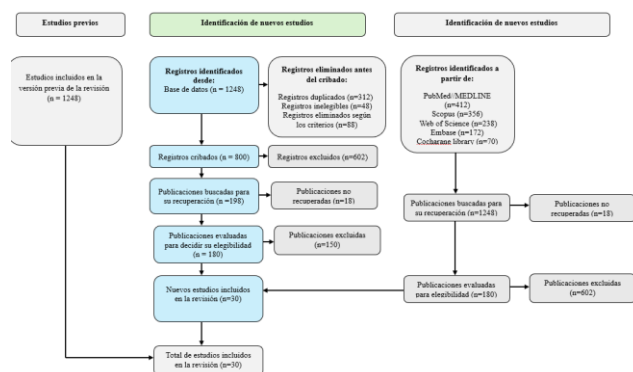 Estudios previos
Identificación de nuevos estudios
Identificación de nuevos estudios
Estudios incluidos en la
versión previa de la revisión
n = 1248)
Registros identificados
desde:
Base de datos (n = 1248)
Registros eliminados antes
del cribado:
Registros duplicados (n=312)
Registros inelegibles (n=48)
Registros eliminados según
los criterios (n=88)
Registros identificados a
partir de:
PubMed//MEDLINE
(n=412)
Scopus (n=356)
Web of Science (n=238)
Embase (n=172)
Cocharane library (n=70)
Registros cribados (n = 800)
Registros excluidos (n=602)
Publicaciones buscadas para
su recuperación (n =198)
Publicaciones no
recuperadas (n=18)
Publicaciones buscadas para
su recuperación (n=1248)
Publicaciones no
recuperadas (n=18)
Publicaciones evaluadas
para decidir su elegibilidad
(n = 180)
Publicaciones excluidas
(n=150)
Nuevos estudios incluidos
en la revisión (n=30)
Publicaciones evaluadas
para elegibilidad (n=180)
Publicaciones excluidas
(n=602)
Total de estudios incluidos
en la revisión (n=30)